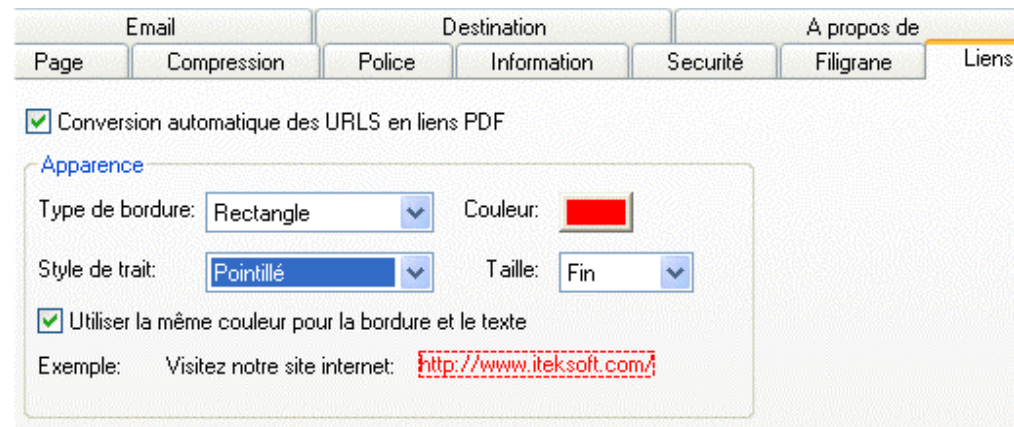 Email Destination A propos de
Page Compression Police Information Securité Filigrane Liens
Conversion automatique des URLS en liens PDF
Apparence
Type de bordure: Rectangle Couleur:
Style de trait: Pointillé Taille: Fin
Utiliser la même couleur pour la bordure et le texte
Exemple: Visitez notre site internet: http://www.iteksoft.com/